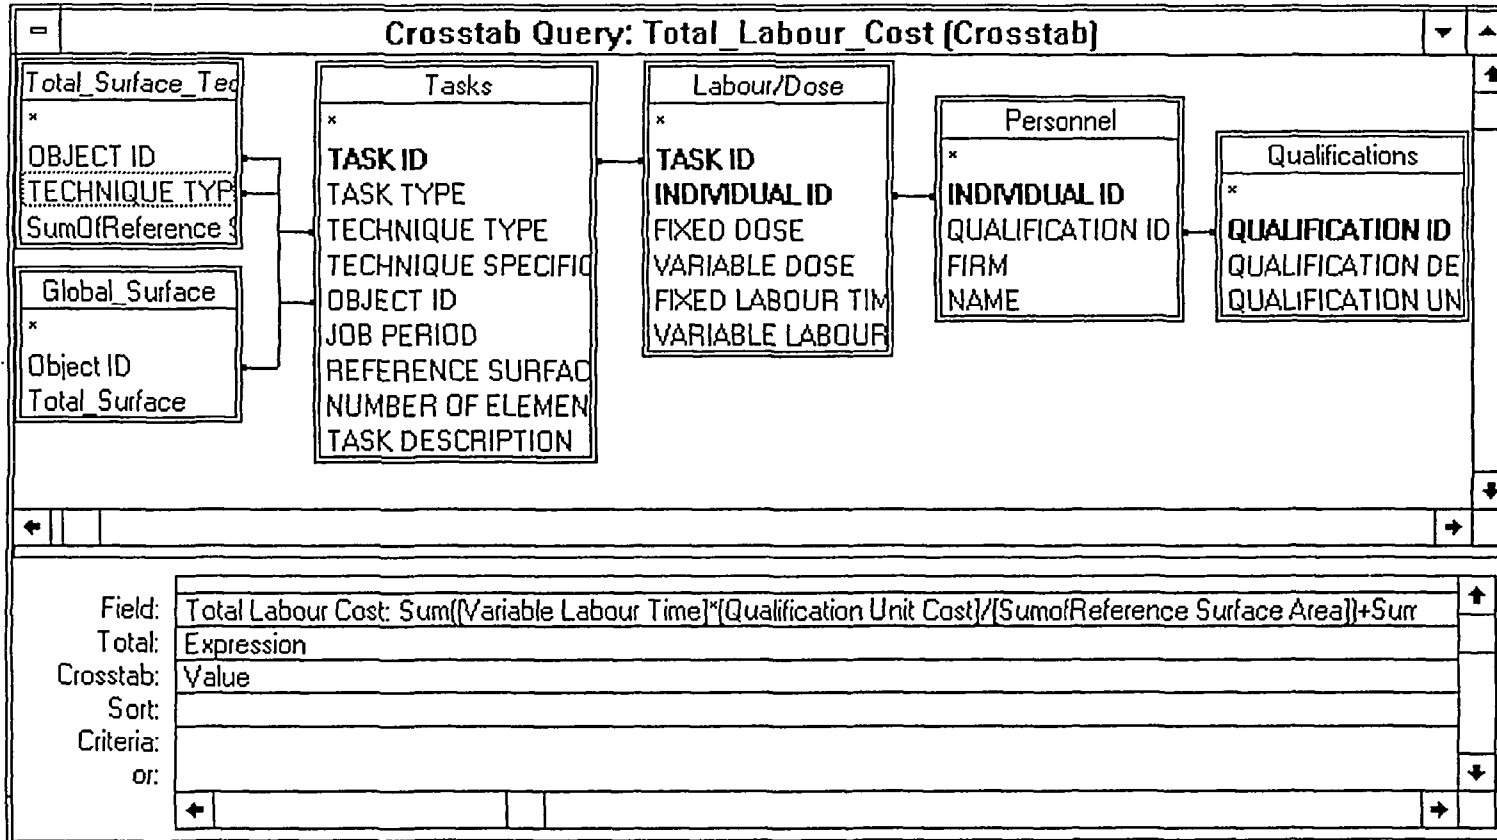 Crosstab Query: Total_Labour_Cost (Crosstab)
Total_Surface_Tec
*
OBJECT ID
TECHNIQUE TYP
SumOfReference S
Global_Surface
*
Object ID
Total_Surface
Tasks
*
TASK ID
TASK TYPE
TECHNIQUE TYPE
TECHNIQUE SPECIFIC
OBJECT ID
JOB PERIOD
REFERENCE SURFAC
NUMBER OF ELEMEN
TASK DESCRIPTION
Labour/Dose
*
TASK ID
INDIVIDUAL ID
FIXED DOSE
VARIABLE DOSE
FIXED LABOUR TIM
VARIABLE LABOUR
Personnel
*
INDIVIDUAL ID
QUALIFICATION ID
FIRM
NAME
Qualifications
*
QUALIFICATION ID
QUALIFICATION DE
QUALIFICATION UN
Field: Total Labour Cost: Sum([Variable Labour Time]*[Qualification Unit Cost]/[SumofReference Surface Area])+Sum
Total: Expression
Crosstab: Value
Sort:
Criteria:
or: